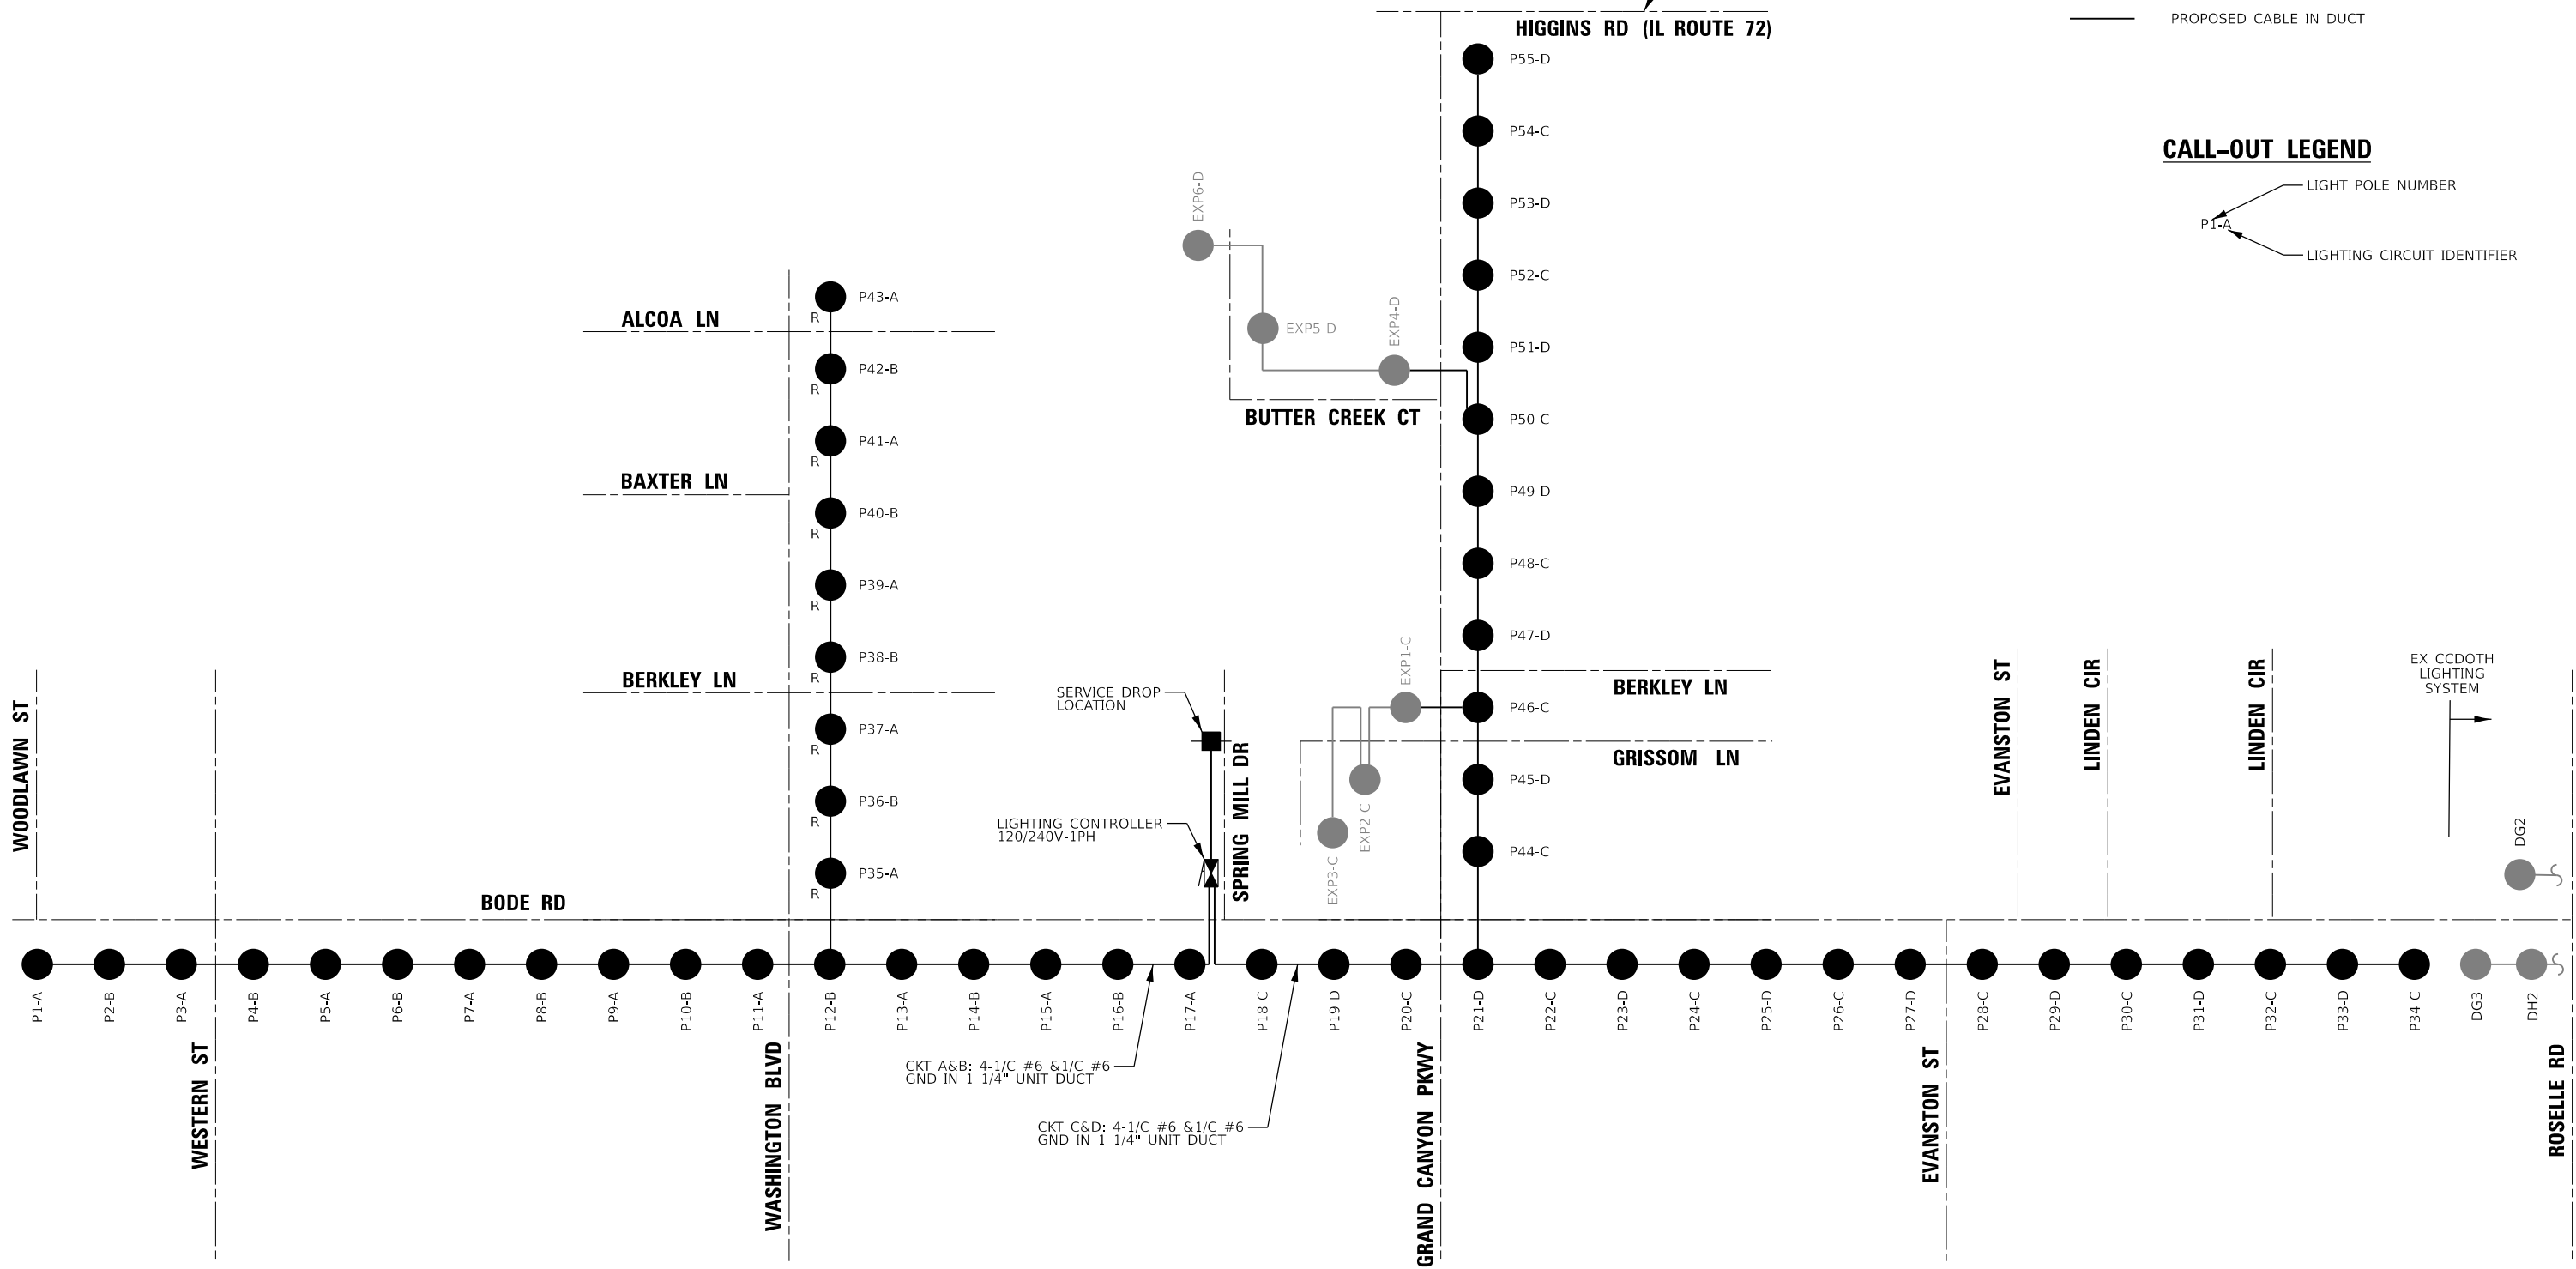 HIGGINS RD (IL ROUTE 72)
PROPOSED CABLE IN DUCT
P55-D
P54-C
P53-D
P52-C
P51-D
P50-C
P49-D
P48-C
P47-D
P46-C
P45-D
P44-C
CALL-OUT LEGEND
LIGHT POLE NUMBER
P1-A
LIGHTING CIRCUIT IDENTIFIER
EXP6-D
EXP5-D
EXP4-D
BUTTER CREEK CT
ALCOA LN
BAXTER LN
BERKLEY LN
P43-A
R
P42-B
R
P41-A
R
P40-B
R
P39-A
R
P38-B
R
P37-A
R
P36-B
R
P35-A
R
SERVICE DROP
LOCATION
LIGHTING CONTROLLER
120/240V-1PH
SPRING MILL DR
EXP1-C
EXP2-C
EXP3-C
BERKLEY LN
GRISSOM LN
EVANSTON ST
LINDEN CIR
LINDEN CIR
EX CCDOTH
LIGHTING
SYSTEM
DG2
WOODLAWN ST
BODE RD
P1-A
P2-B
P3-A
P4-B
P5-A
P6-B
P7-A
P8-B
P9-A
P10-B
P11-A
P12-B
P13-A
P14-B
P15-A
P16-B
P17-A
P18-C
P19-D
P20-C
P21-D
P22-C
P23-D
P24-C
P25-D
P26-C
P27-D
P28-C
P29-D
P30-C
P31-D
P32-C
P33-D
P34-C
DG3
DH2
WESTERN ST
WASHINGTON BLVD
CKT A&B: 4-1/C #6 &1/C #6
GND IN 1 1/4" UNIT DUCT
CKT C&D: 4-1/C #6 &1/C #6
GND IN 1 1/4" UNIT DUCT
GRAND CANYON PKWY
EVANSTON ST
ROSELLE RD